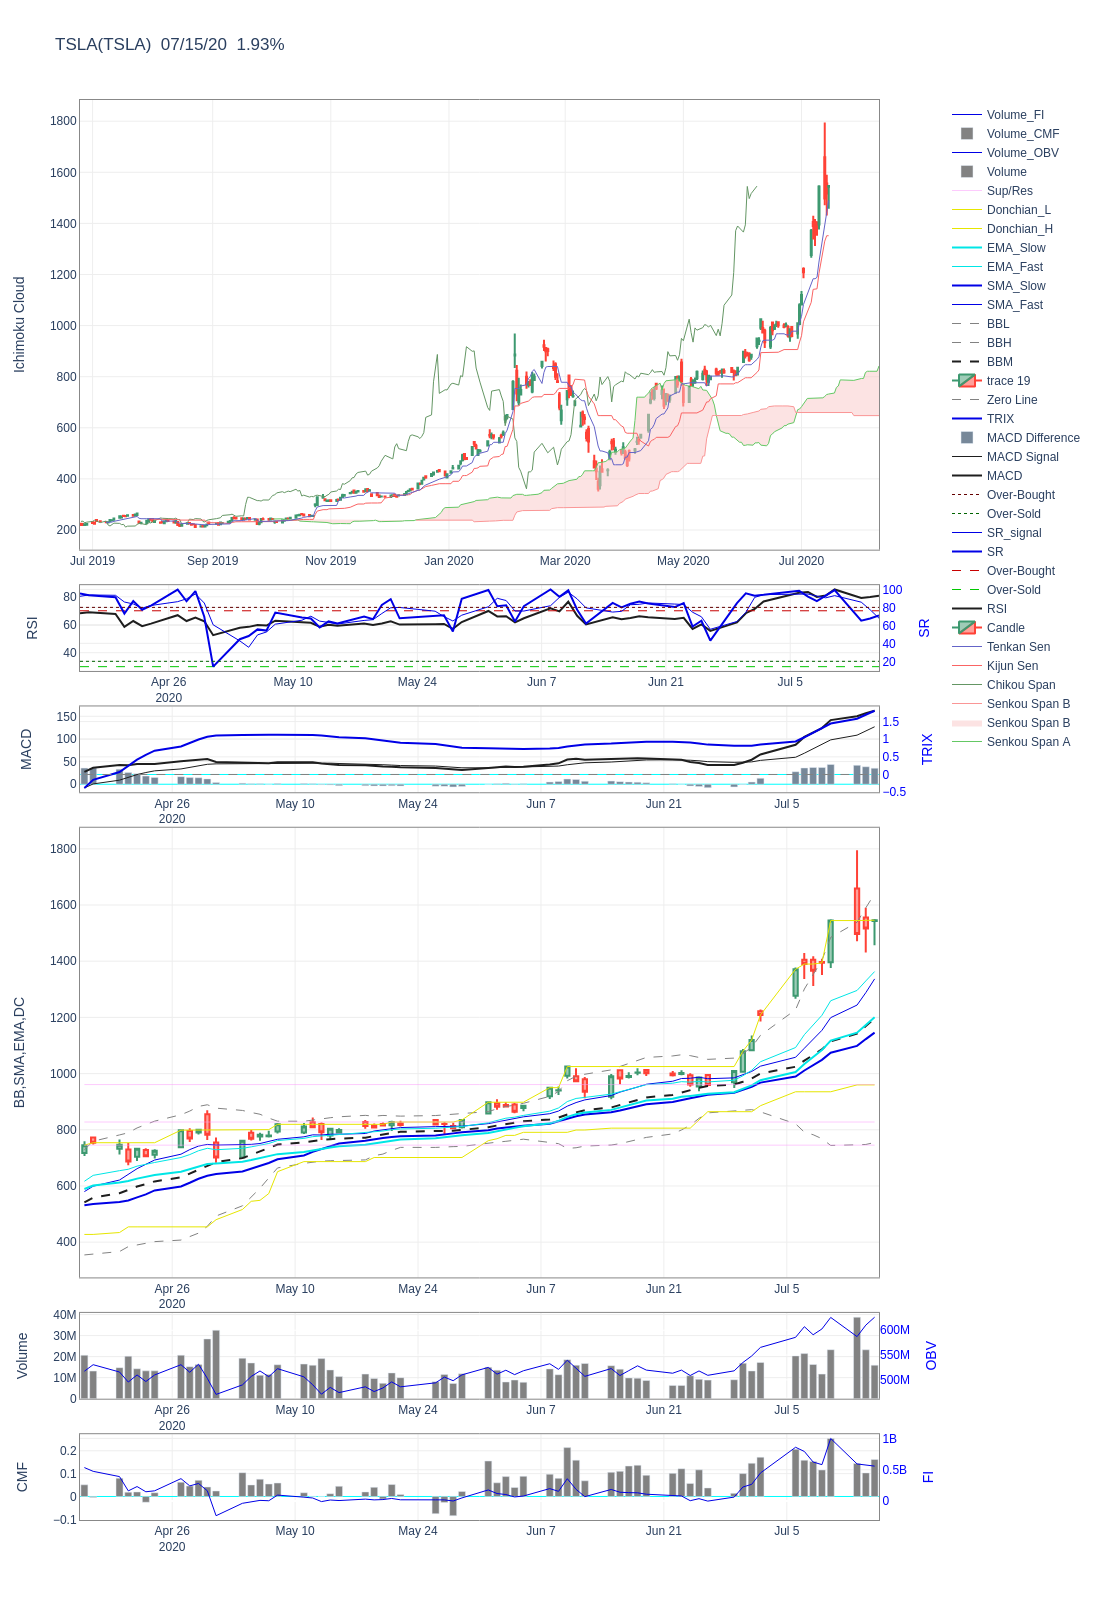 TSLA(TSLA)  07/15/20  1.93%
Ichimoku Cloud
1800
1600
1400
1200
1000
800
600
400
200
Jul 2019
Sep 2019
Nov 2019
Jan 2020
Mar 2020
May 2020
Jul 2020
Volume_FI
Volume_CMF
Volume_OBV
Volume
Sup/Res
Donchian_L
Donchian_H
EMA_Slow
EMA_Fast
SMA_Slow
SMA_Fast
BBL
BBH
BBM
trace 19
Zero Line
TRIX
MACD Difference
MACD Signal
MACD
Over-Bought
Over-Sold
SR_signal
SR
Over-Bought
Over-Sold
RSI
Candle
Tenkan Sen
Kijun Sen
Chikou Span
Senkou Span B
Senkou Span B
Senkou Span A
RSI
80
60
40
100
80
60
40
20
SR
Apr 26
2020
May 10
May 24
Jun 7
Jun 21
Jul 5
MACD
150
100
50
0
1.5
1
0.5
0
−0.5
TRIX
Apr 26
2020
May 10
May 24
Jun 7
Jun 21
Jul 5
BB,SMA,EMA,DC
1800
1600
1400
1200
1000
800
600
400
Apr 26
2020
May 10
May 24
Jun 7
Jun 21
Jul 5
Volume
40M
30M
20M
10M
0
600M
550M
500M
OBV
Apr 26
2020
May 10
May 24
Jun 7
Jun 21
Jul 5
CMF
0.2
0.1
0
−0.1
1B
0.5B
0
FI
Apr 26
2020
May 10
May 24
Jun 7
Jun 21
Jul 5